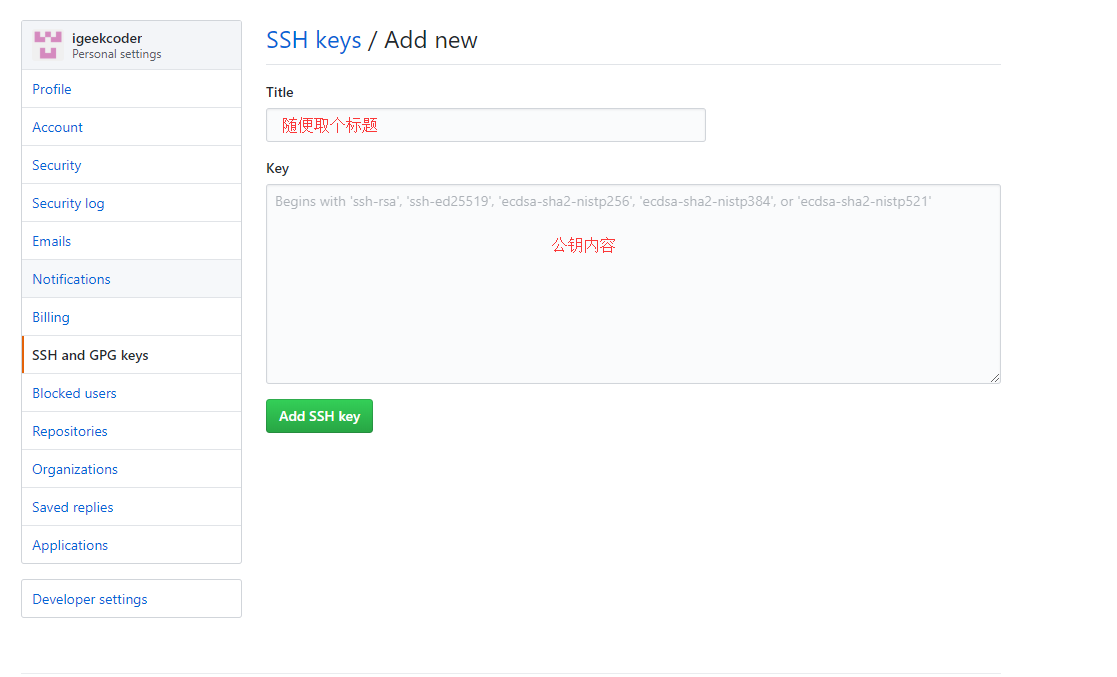 igeekcoder
Personal settings
Profile
Account
Security
Security log
Emails
Notifications
Billing
SSH and GPG keys
Blocked users
Repositories
Organizations
Saved replies
Applications
Developer settings
SSH keys / Add new
Title
随便取个标题
Key
Begins with 'ssh-rsa', 'ssh-ed25519', 'ecdsa-sha2-nistp256', 'ecdsa-sha2-nistp384', or 'ecdsa-sha2-nistp521'
公钥内容
Add SSH key